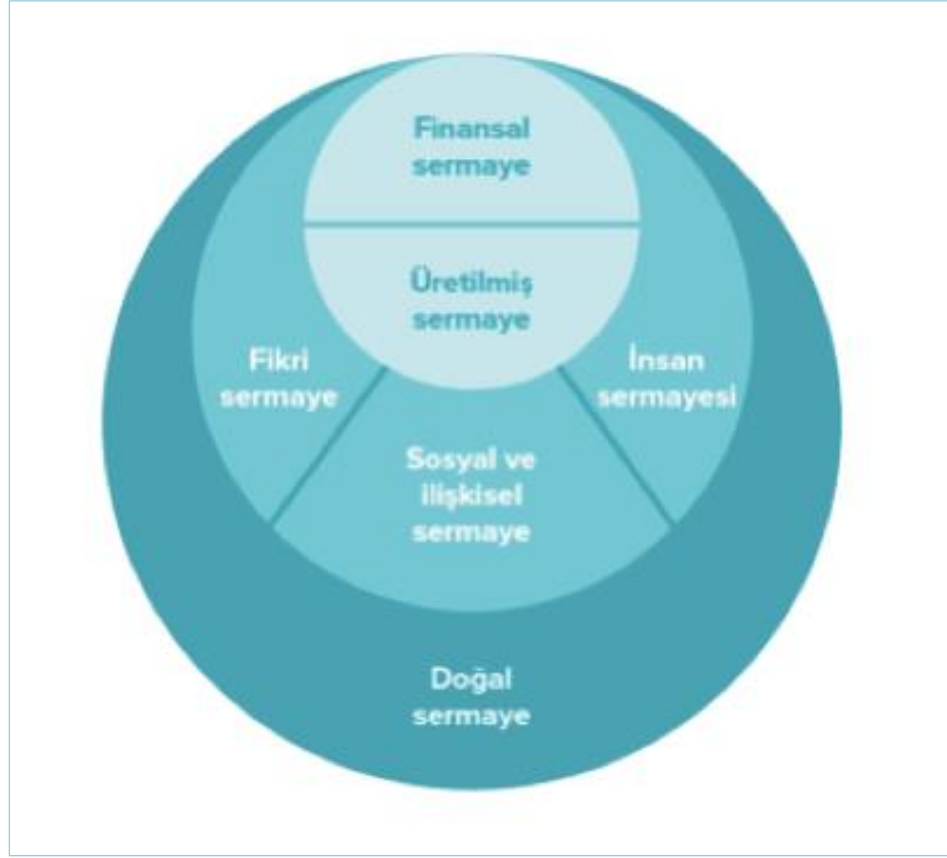 Finansal
sermaye
Üretilmiş
sermaye
Fikri
sermaye
İnsan
sermayesi
Sosyal ve
ilişkisel
sermaye
Doğal
sermaye